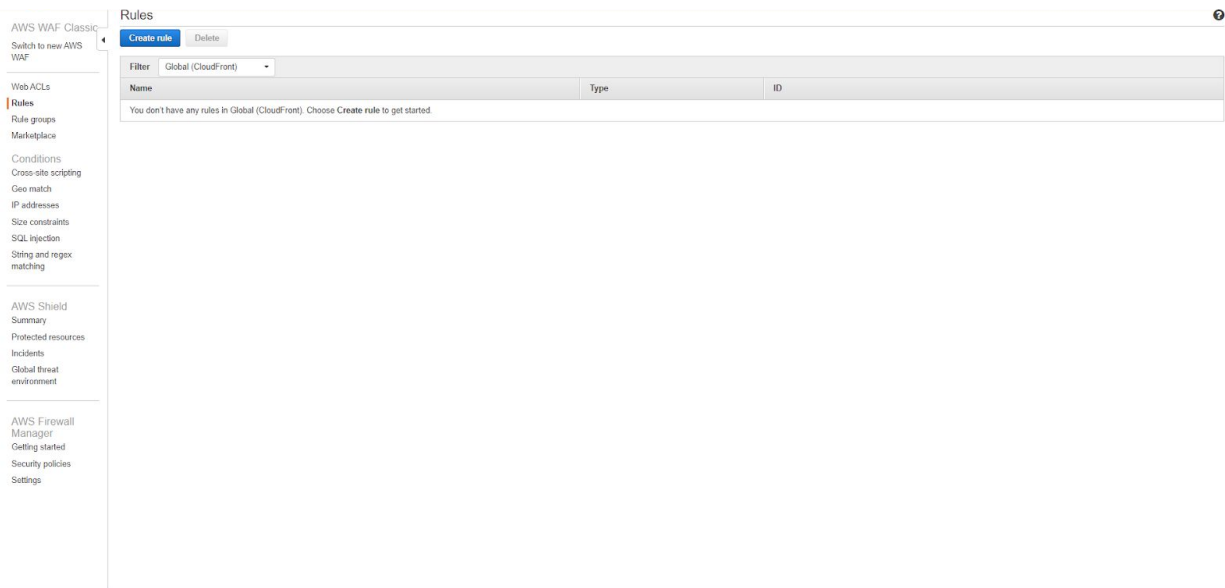 AWS WAF Classic
Switch to new AWS
WAF
Web ACLs
Rules
Rule groups
Marketplace
Conditions
Cross-site scripting
Geo match
IP addresses
Size constraints
SQL injection
String and regex
matching
AWS Shield
Summary
Protected resources
Incidents
Global threat
environment
AWS Firewall
Manager
Getting started
Security policies
Settings
Rules
Create rule Delete
Filter Global (CloudFront)
Name Type ID
You don't have any rules in Global (CloudFront). Choose Create rule to get started.